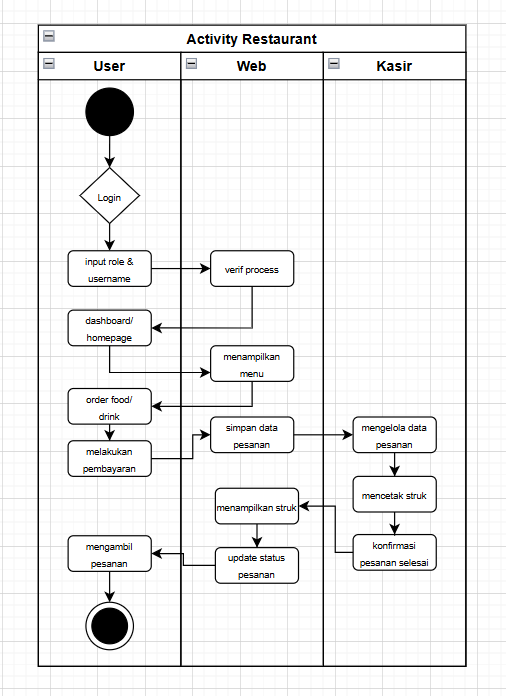 Activity Restaurant
User
Web
Kasir
Login
input role &
username
verif process
dashboard/
homepage
menampilkan
menu
order food/
drink
melakukan
pembayaran
simpan data
pesanan
mengelola data
pesanan
mencetak struk
konfirmasi
pesanan selesai
menampilkan struk
update status
pesanan
mengambil
pesanan